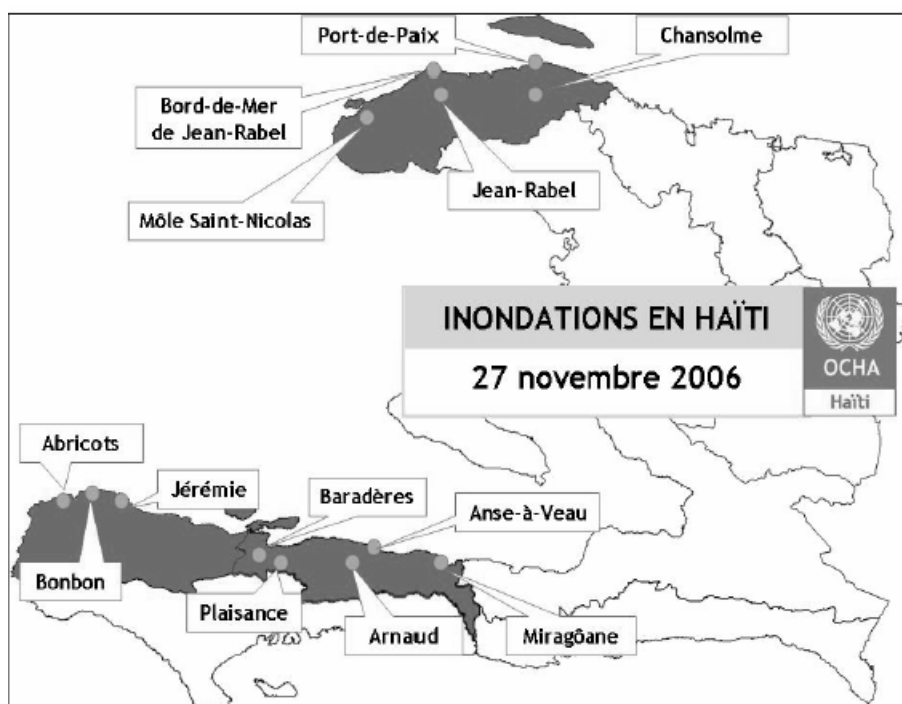 Port-de-Paix
Chansolme
Bord-de-Mer
de Jean-Rabel
Jean-Rabel
Môle Saint-Nicolas
INONDATIONS EN HAÏTI
27 novembre 2006
OCHA
Haïti
Abricots
Jérémie
Baradères
Anse-à-Veau
Bonbon
Plaisance
Arnaud
Miragôane